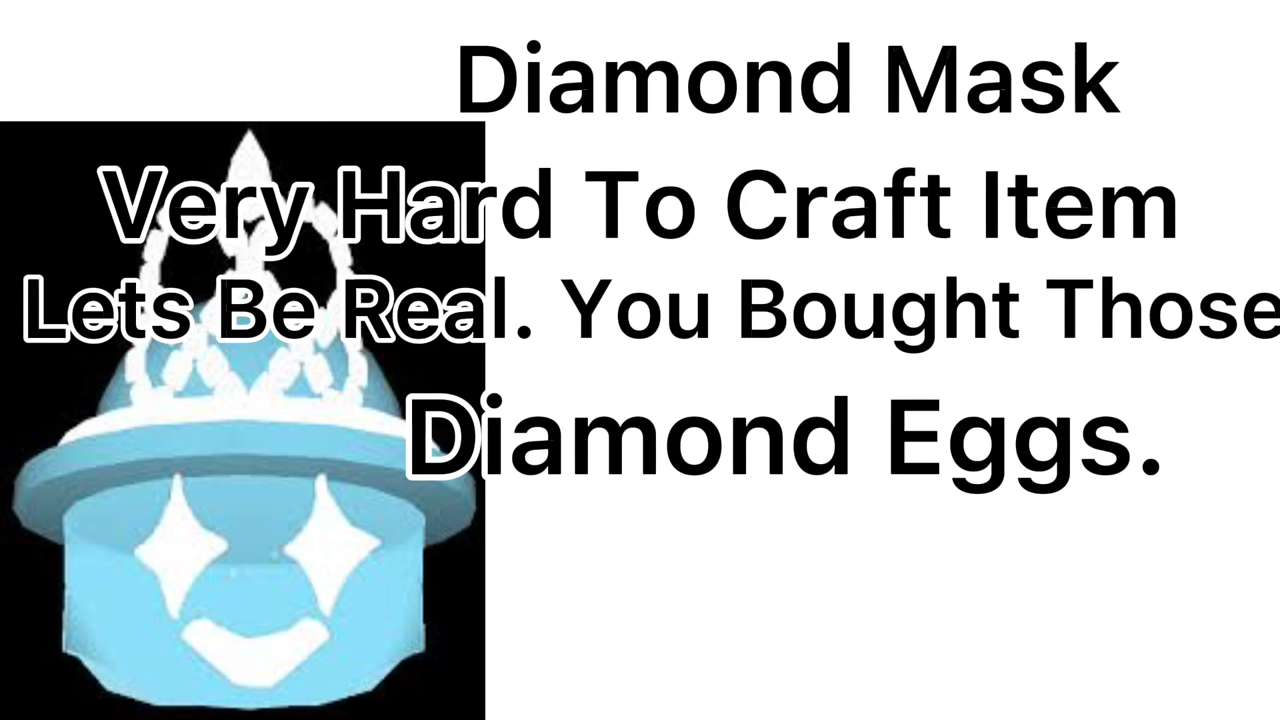 Diamond Mask
Very Hard To Craft Item
Lets Be Real. You Bought Those
Diamond Eggs.